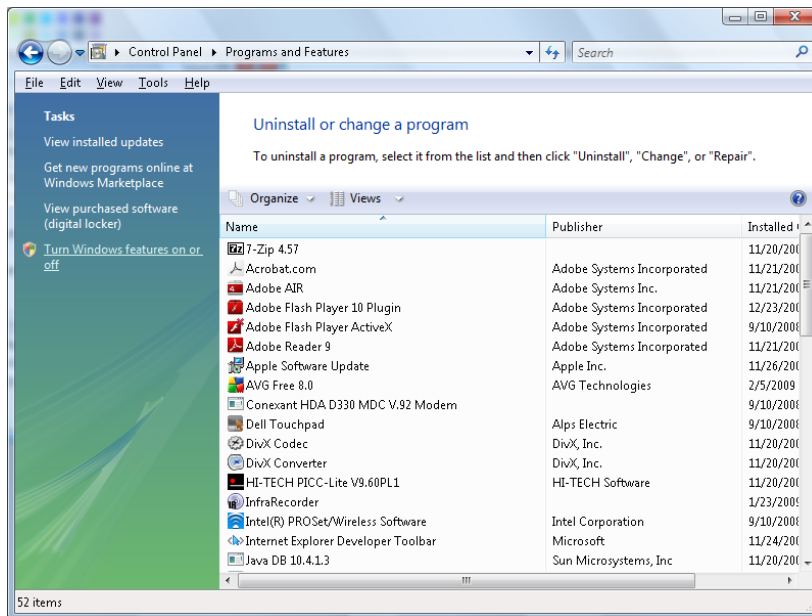 Control Panel Programs and Features Search
File Edit View Tools Help
Tasks
View installed updates
Get new programs online at
Windows Marketplace
View purchased software
(digital locker)
Turn Windows features on or
off
Uninstall or change a program
To uninstall a program, select it from the list and then click "Uninstall", "Change", or "Repair".
Organize Views
Name Publisher Installed
7-Zip 4.57 11/20/200
Acrobat.com Adobe Systems Incorporated 11/21/200
Adobe AIR Adobe Systems Inc. 11/21/200
Adobe Flash Player 10 Plugin Adobe Systems Incorporated 12/23/200
Adobe Flash Player ActiveX Adobe Systems Incorporated 9/10/2008
Adobe Reader 9 Adobe Systems Incorporated 11/21/200
Apple Software Update Apple Inc. 11/26/200
AVG Free 8.0 AVG Technologies 2/5/2009
Conexant HDA D330 MDC V.92 Modem 9/10/2008
Dell Touchpad Alps Electric 9/10/2008
DivX Codec DivX, Inc. 11/20/200
DivX Converter DivX, Inc. 11/20/200
HI-TECH PICC-Lite V9.60PL1 HI-TECH Software 11/20/200
InfraRecorder 1/23/2009
Intel(R) PROSet/Wireless Software Intel Corporation 9/10/2008
Internet Explorer Developer Toolbar Microsoft 11/24/200
Java DB 10.4.1.3 Sun Microsystems, Inc 11/20/200
52 items